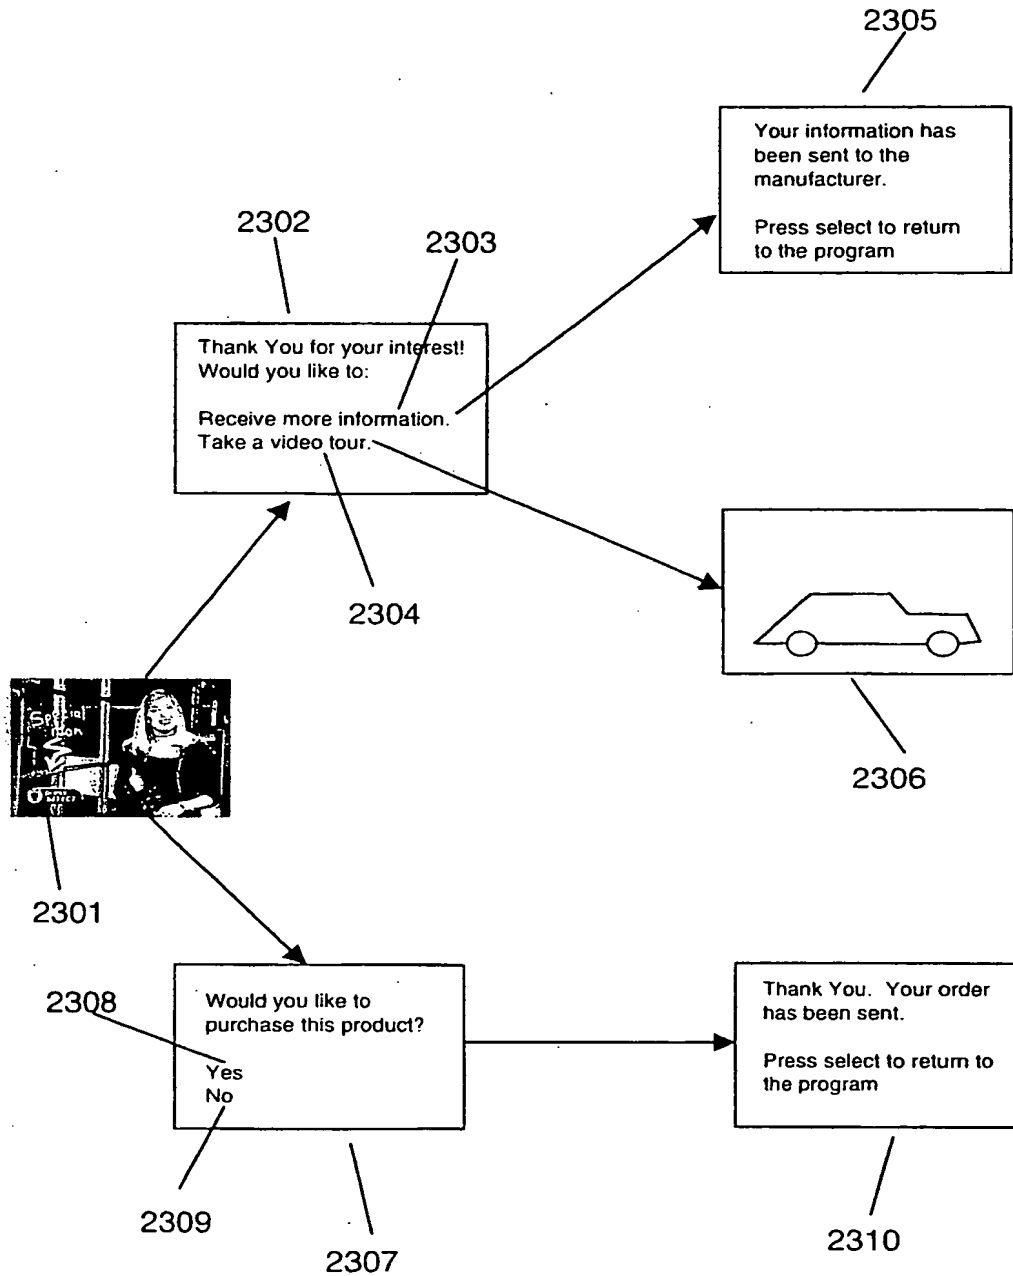 2305
Your information has
been sent to the
manufacturer.
Press select to return
to the program
2302
2303
Thank You for your interest!
Would you like to:
Receive more information.
Take a video tour.
2304
2306
Special
2301
2308
Would you like to
purchase this product?
Yes
No
2309
2307
Thank You. Your order
has been sent.
Press select to return to
the program
2310